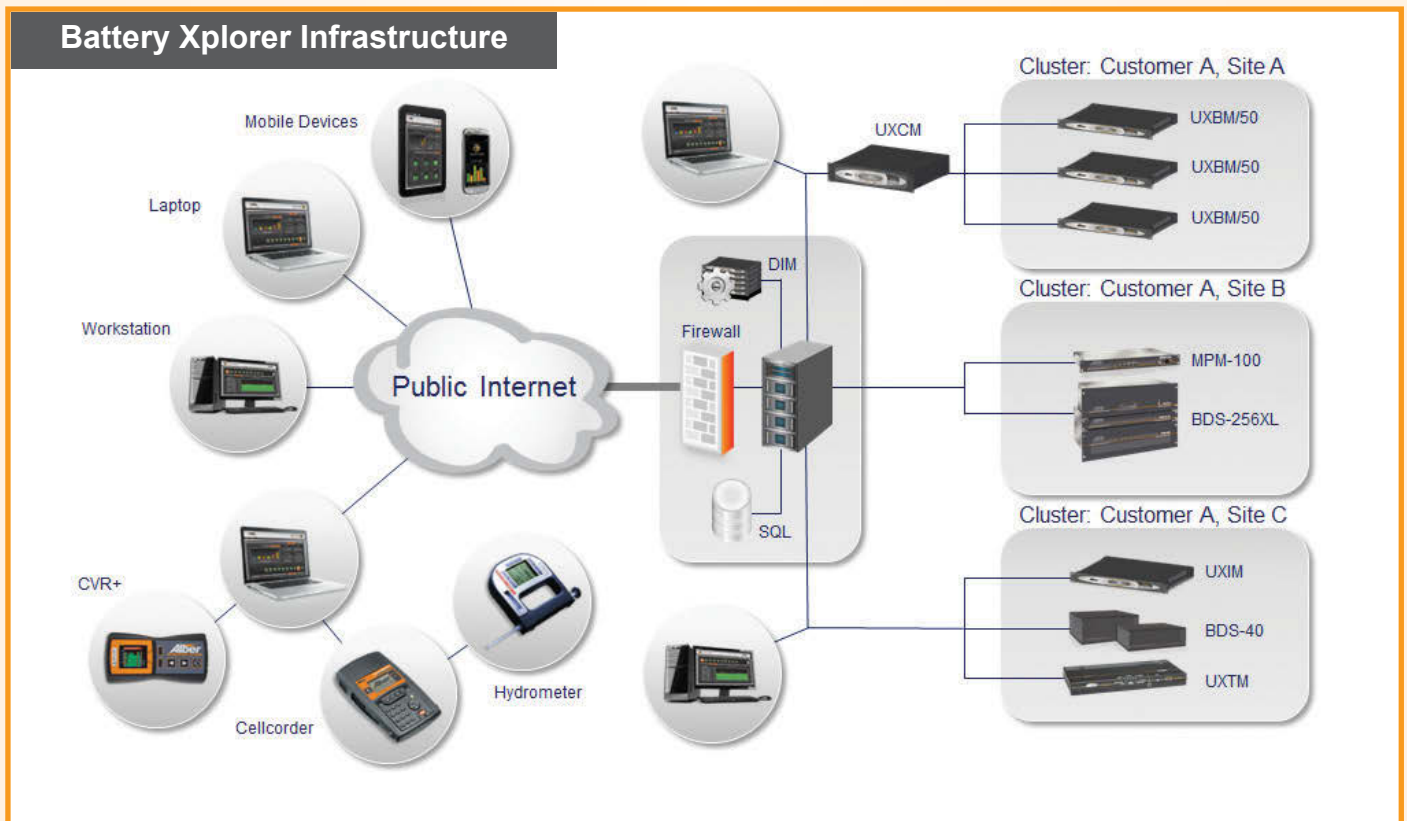 Battery Xplorer Infrastructure
Mobile Devices
Laptop
Workstation
Public Internet
CVR+
Alber
Cellcorder
Hydrometer
Firewall
DIM
SQL
UXCM
Cluster: Customer A, Site A
UXBM/50
UXBM/50
UXBM/50
Cluster: Customer A, Site B
MPM-100
BDS-256XL
Cluster: Customer A, Site C
UXIM
BDS-40
UXTM